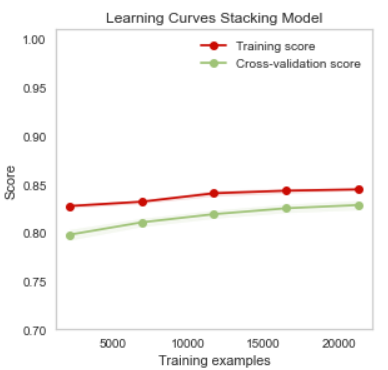 Learning Curves Stacking Model
1.00
Training score
Cross-validation score
0.95
0.90
0.85
0.80
0.75
0.70
Score
5000 10000 15000 20000
Training examples